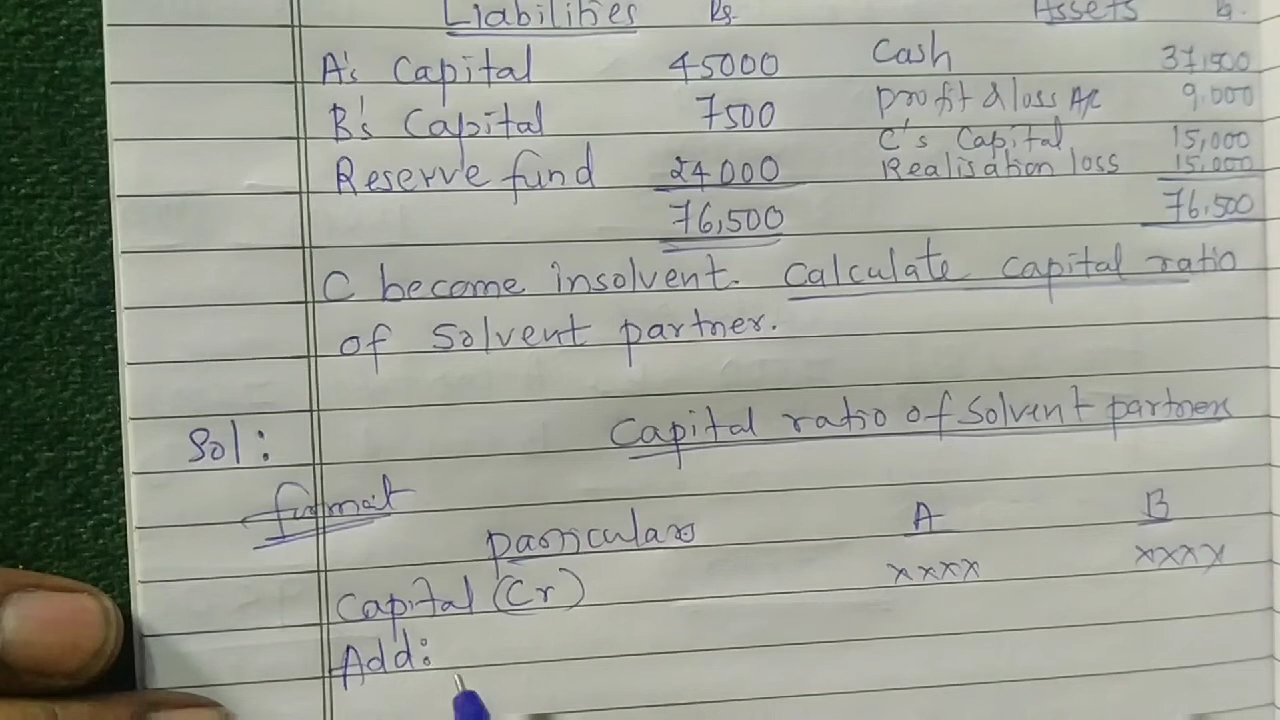 Liabilities Rs. Assets Rs.
A's Capital 45000 Cash 37,500
B's Capital 7500 profit & loss A/c 9,000
C's Capital 15,000
Reserve fund 24000 Realisation loss 15,000
76,500 76,500
C become insolvent. Calculate capital ratio
of solvent partner.
Sol: Capital ratio of Solvent partners
format
particulars A B
Capital (Cr) xxxx xxxx
Add: